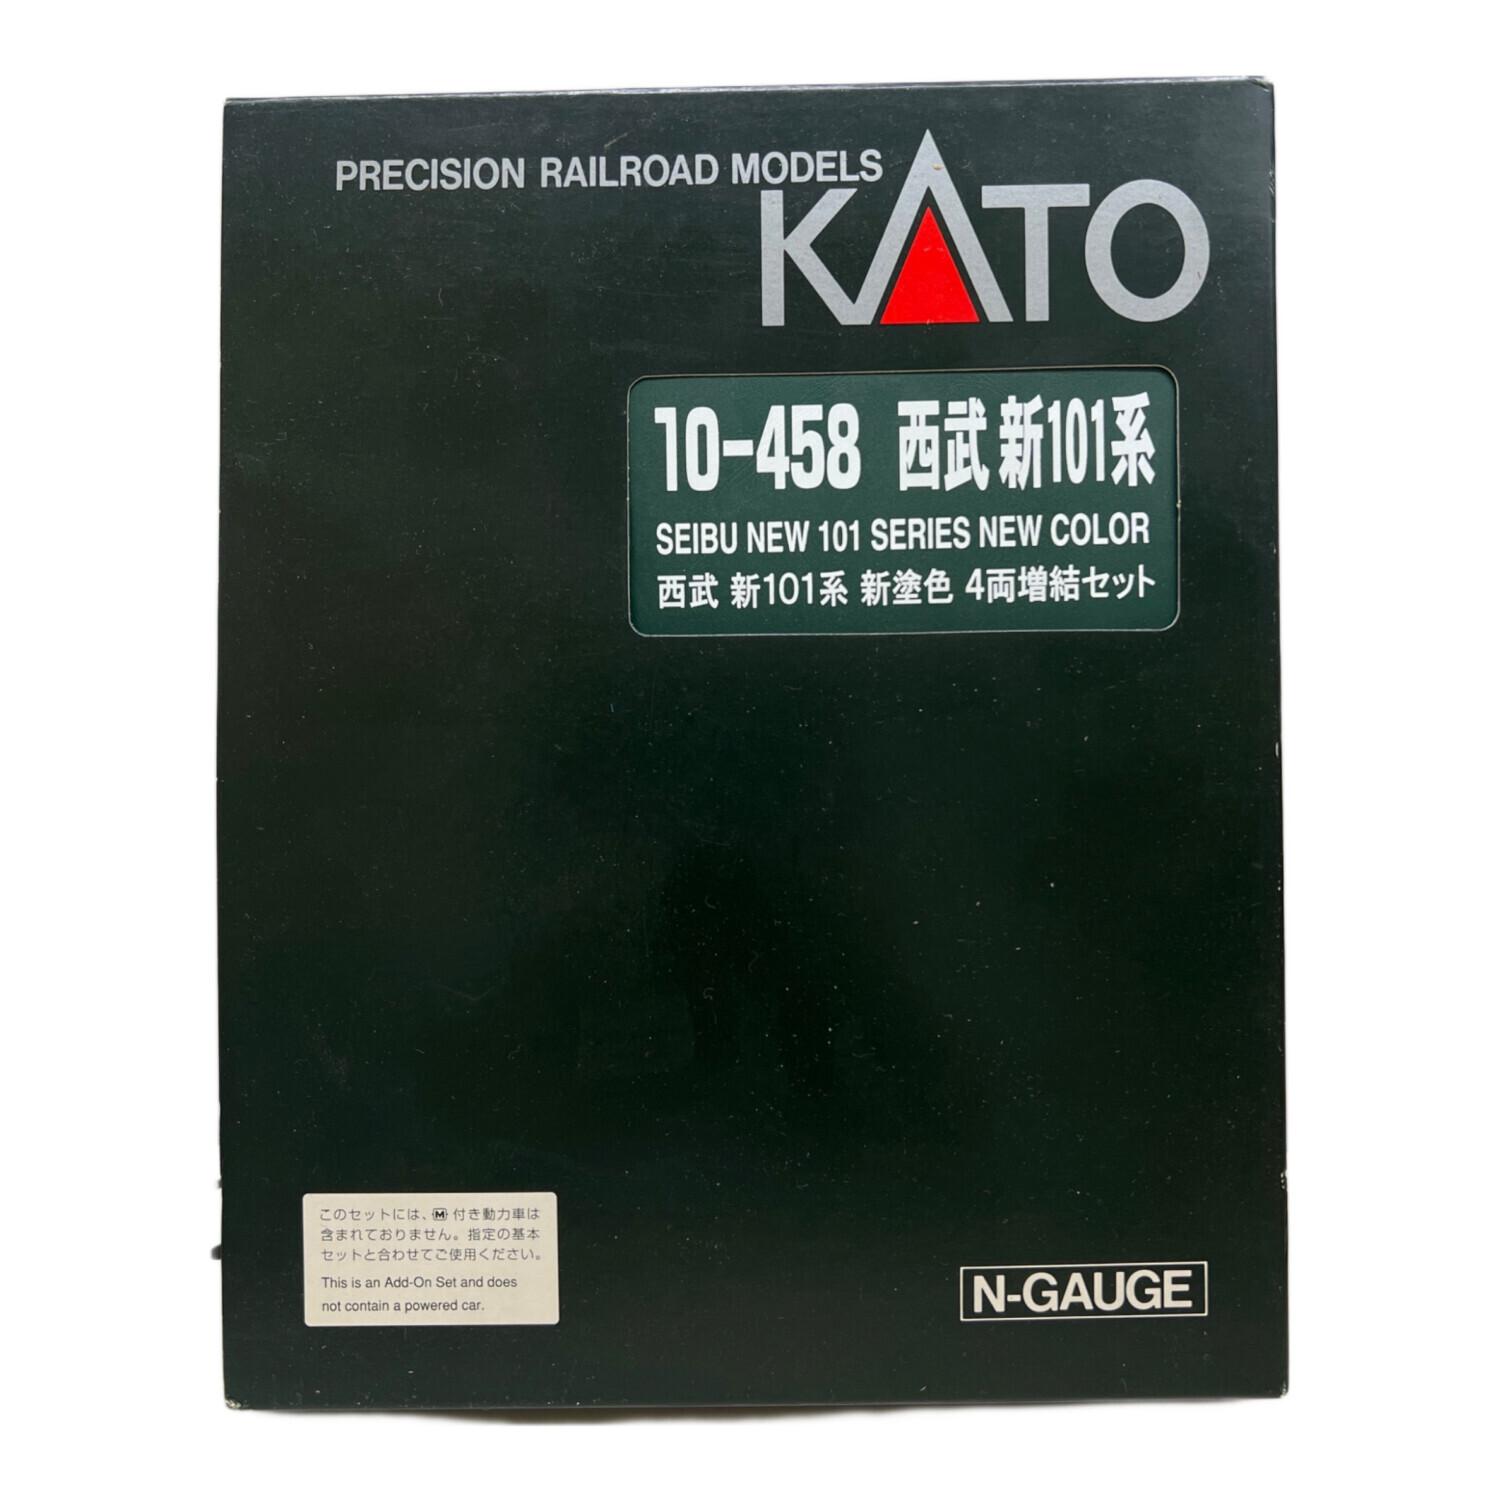 PRECISION RAILROAD MODELS
KATO
10-458 西武 新101系
SEIBU NEW 101 SERIES NEW COLOR
西武 新101系 新塗色 4両増結セット
このセットには、M付き動力車は
含まれておりません。指定の基本
セットと合わせてご使用ください。
This is an Add-On Set and does
not contain a powered car.
N-GAUGE